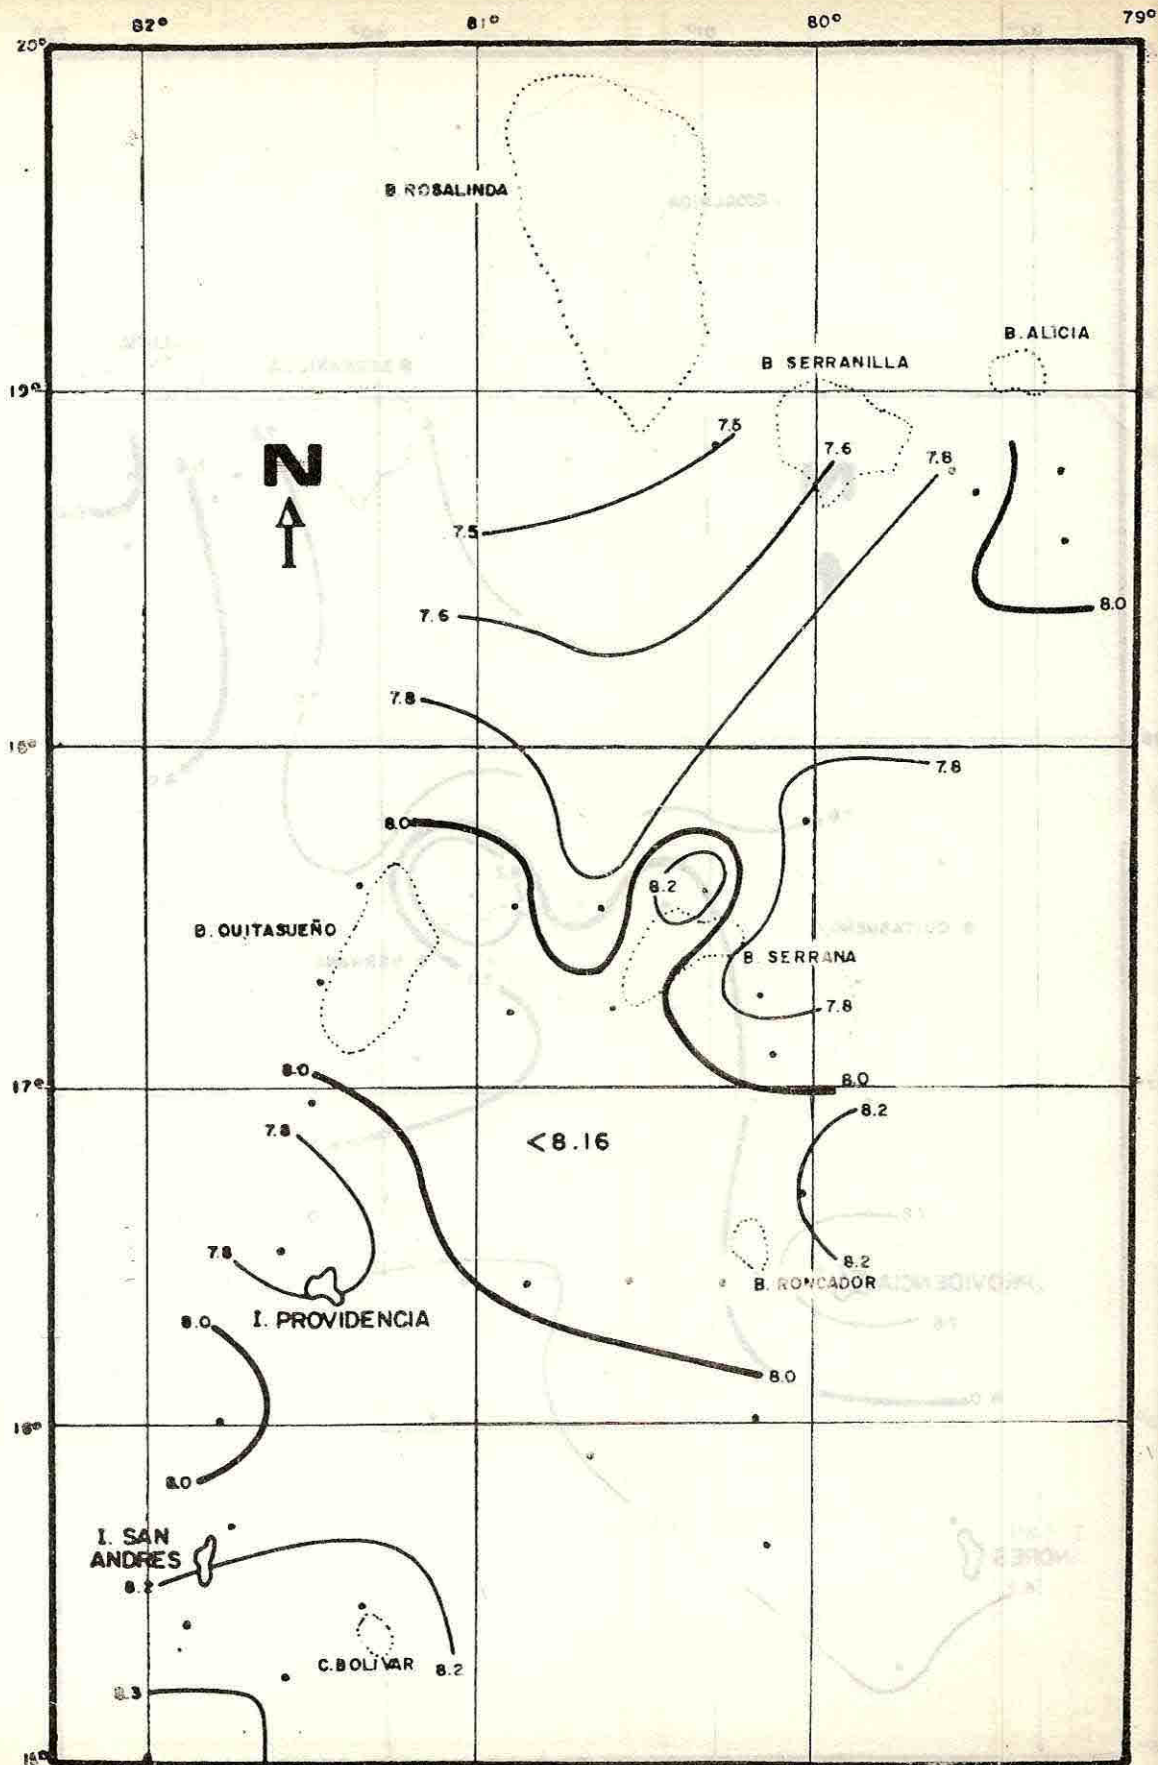 82° 81° 80° 79°
20°
B. ROSALINDA
B. ALICIA
B. SERRANILLA
19°
N
7.5
7.6
7.8
7.5
7.6
8.0
7.8
18°
7.8
8.0
8.2
B. QUITASUEÑO
B. SERRANA
7.8
8.0
17°
8.0
8.2
7.8
<8.16
7.8
8.2
B. RONCADOR
I. PROVIDENCIA
8.0
8.0
16°
8.0
I. SAN
ANDRES
8.2
C. BOLIVAR
8.2
8.3